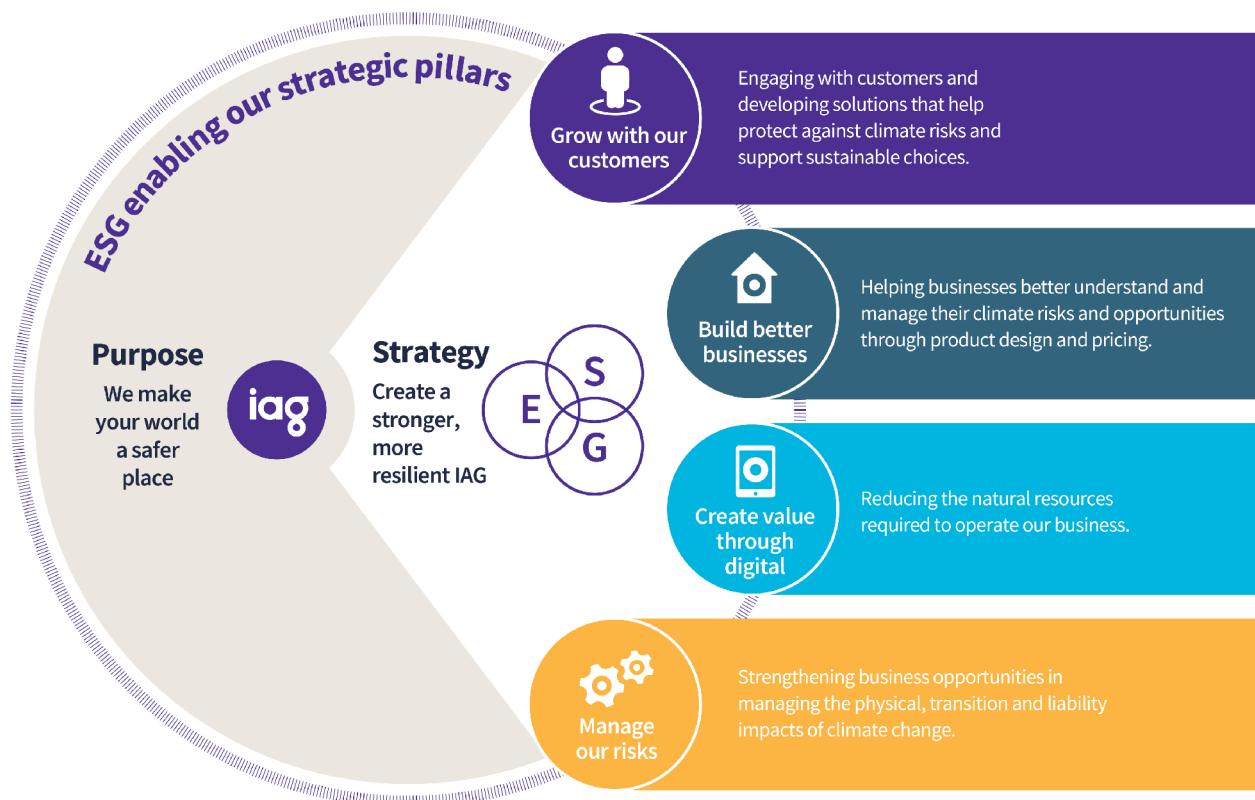 ESG enabling our strategic pillars
Purpose
We make
your world
a safer
place
iag
Strategy
Create a
stronger,
more
resilient IAG
E
S
G
Grow with our
customers
Engaging with customers and
developing solutions that help
protect against climate risks and
support sustainable choices.
Build better
businesses
Helping businesses better understand and
manage their climate risks and opportunities
through product design and pricing.
Create value
through
digital
Reducing the natural resources
required to operate our business.
Manage
our risks
Strengthening business opportunities in
managing the physical, transition and liability
impacts of climate change.